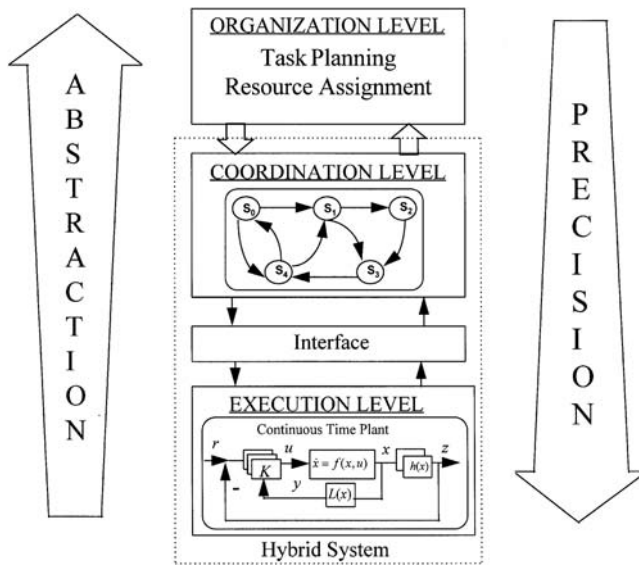 ORGANIZATION LEVEL
Task Planning
Resource Assignment
ABSTRACTION
PRECISION
COORDINATION LEVEL
S0 S1 S2
S4 S3
Interface
EXECUTION LEVEL
Continuous Time Plant
r u x z
K ẋ = f(x,u) h(x)
- y L(x)
Hybrid System